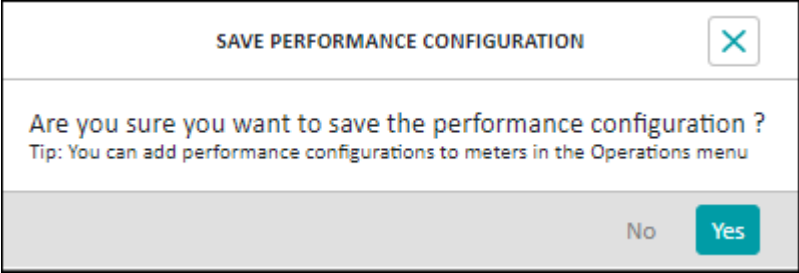 SAVE PERFORMANCE CONFIGURATION
Are you sure you want to save the performance configuration ?
Tip: You can add performance configurations to meters in the Operations menu
No
Yes